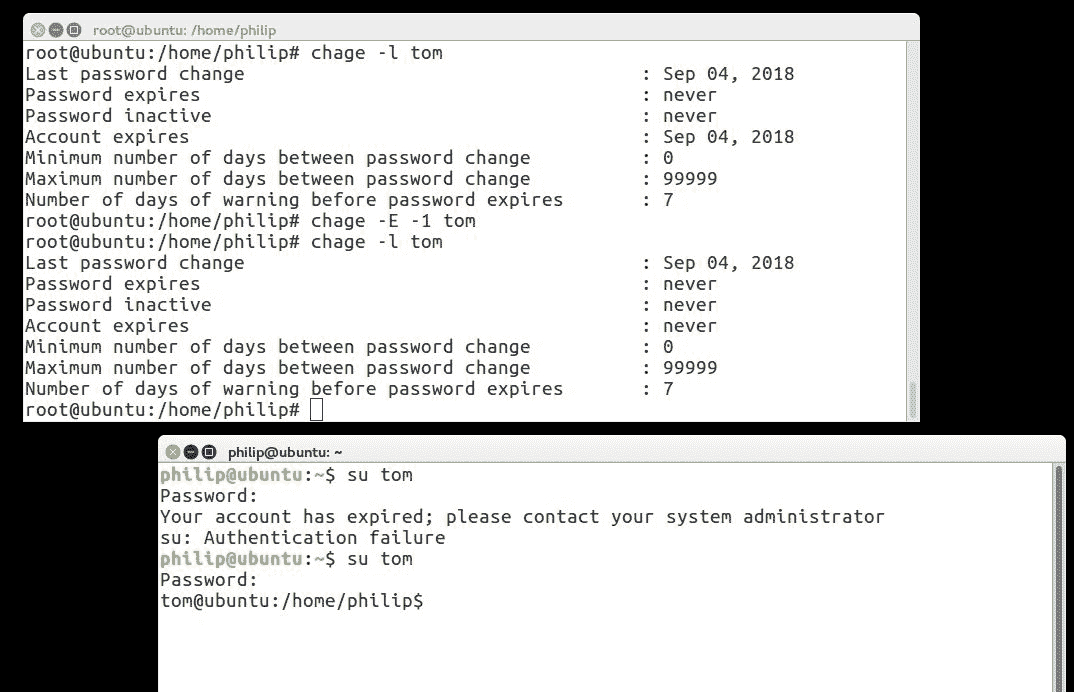 root@ubuntu: /home/philip
root@ubuntu:/home/philip# chage -l tom
Last password change : Sep 04, 2018
Password expires : never
Password inactive : never
Account expires : Sep 04, 2018
Minimum number of days between password change : 0
Maximum number of days between password change : 99999
Number of days of warning before password expires : 7
root@ubuntu:/home/philip# chage -E -1 tom
root@ubuntu:/home/philip# chage -l tom
Last password change : Sep 04, 2018
Password expires : never
Password inactive : never
Account expires : never
Minimum number of days between password change : 0
Maximum number of days between password change : 99999
Number of days of warning before password expires : 7
root@ubuntu:/home/philip#
philip@ubuntu: ~
philip@ubuntu:~$ su tom
Password:
Your account has expired; please contact your system administrator
su: Authentication failure
philip@ubuntu:~$ su tom
Password:
tom@ubuntu:/home/philip$